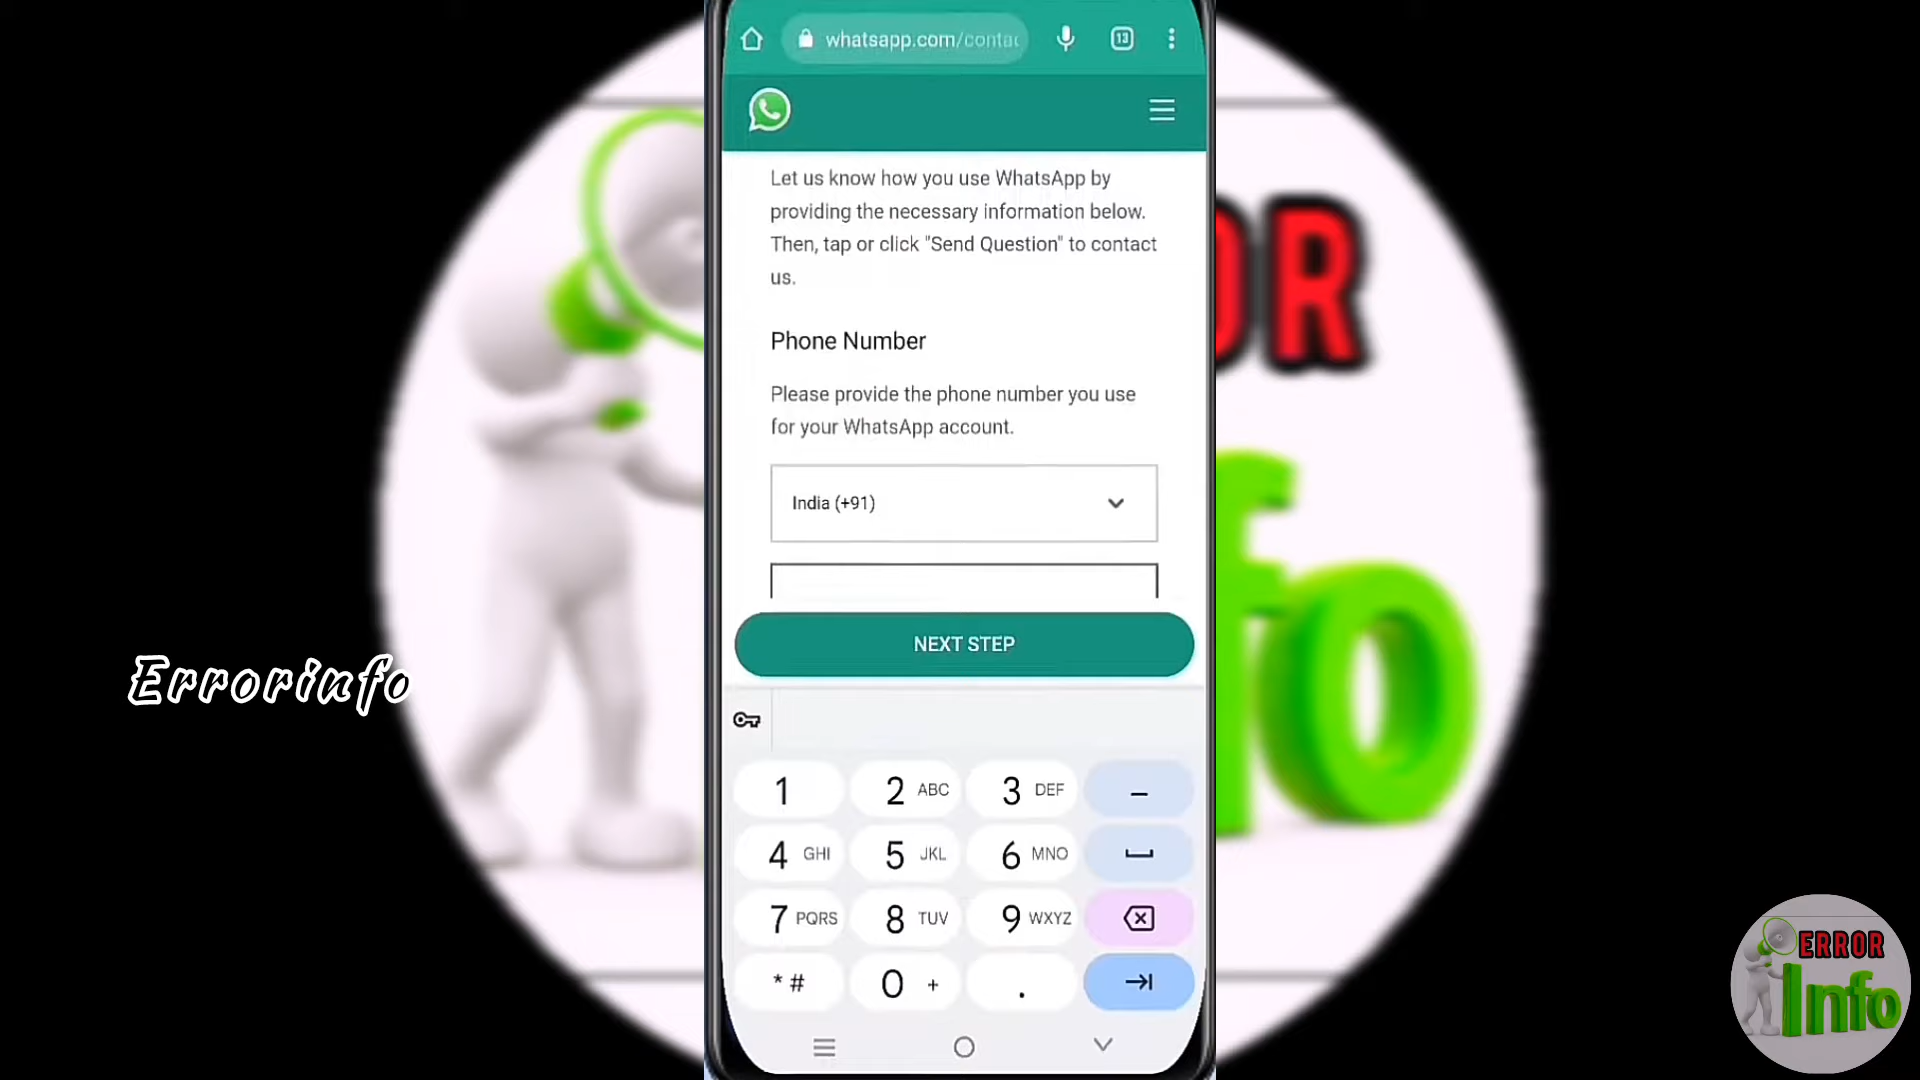 whatsapp.com/contac
13
Let us know how you use WhatsApp by
providing the necessary information below.
Then, tap or click "Send Question" to contact
us.
Phone Number
Please provide the phone number you use
for your WhatsApp account.
India (+91)
NEXT STEP
1
2 ABC
3 DEF
–
4 GHI
5 JKL
6 MNO
7 PQRS
8 TUV
9 WXYZ
* #
0 +
.
Errorinfo
OR
fo
ERROR
Info